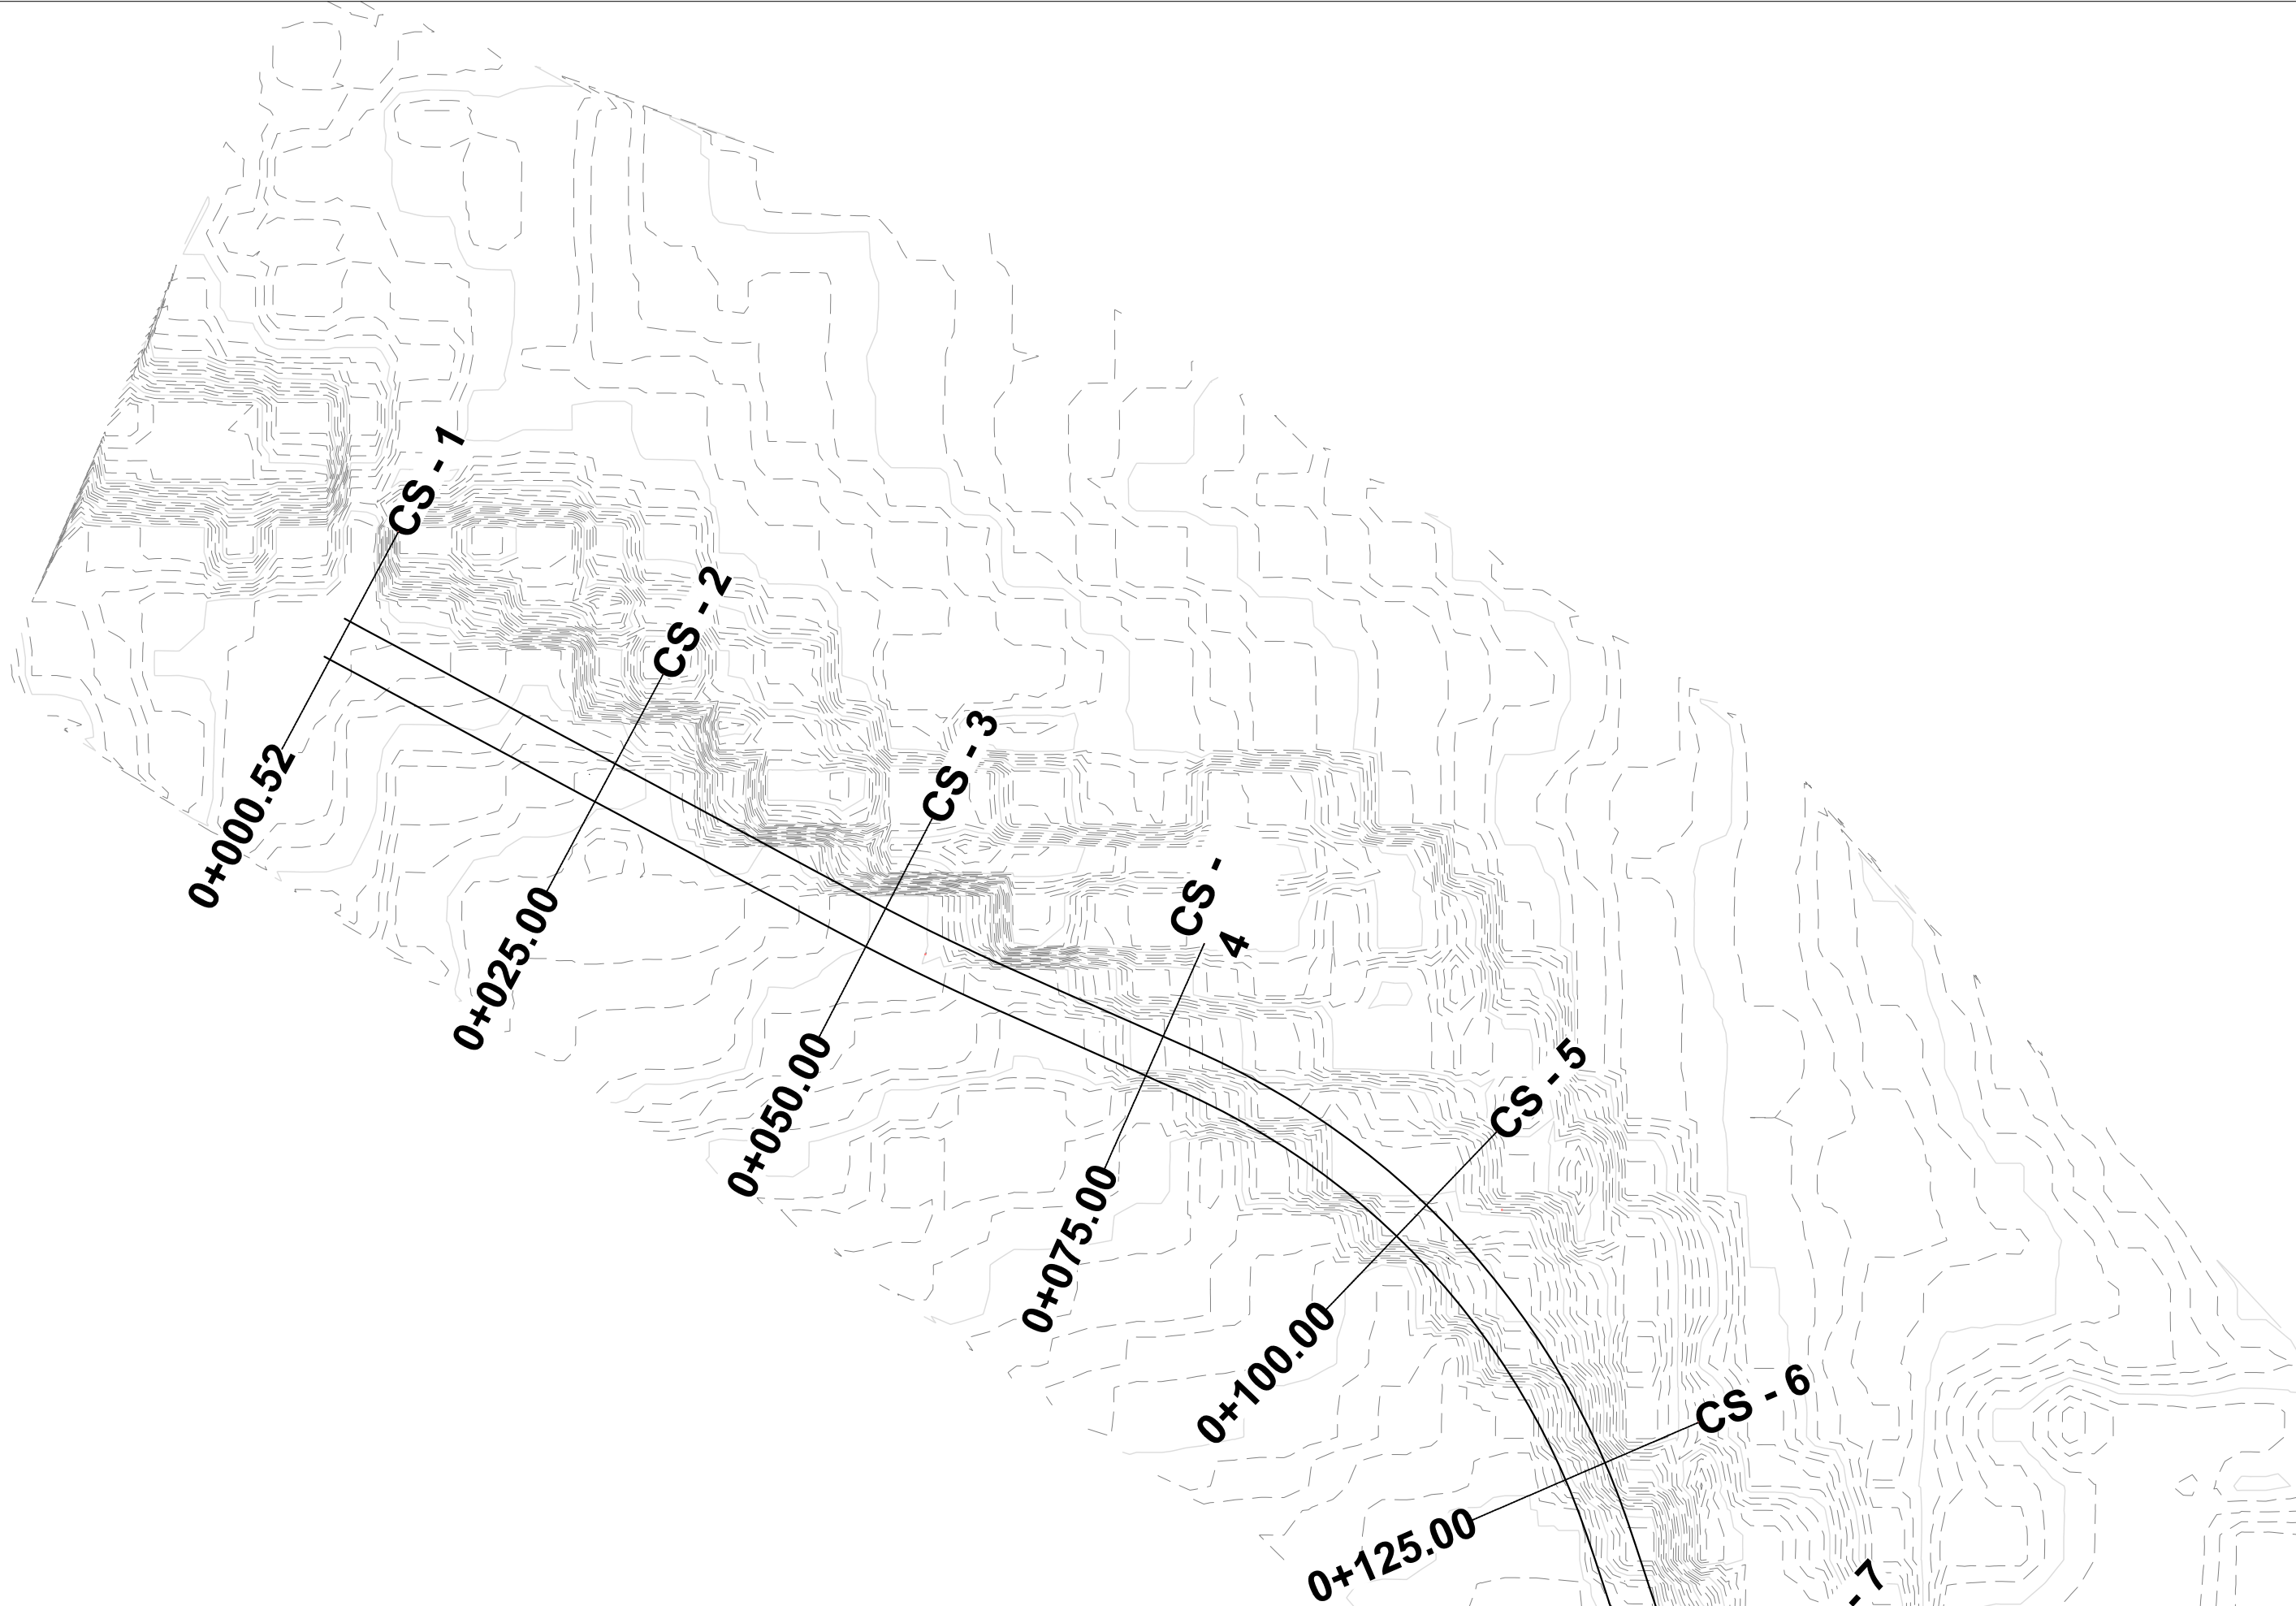 CS - 1
0+000.52
CS - 2
0+025.00
CS - 3
0+050.00
CS -
4
0+075.00
CS - 5
0+100.00
CS - 6
0+125.00
- 7